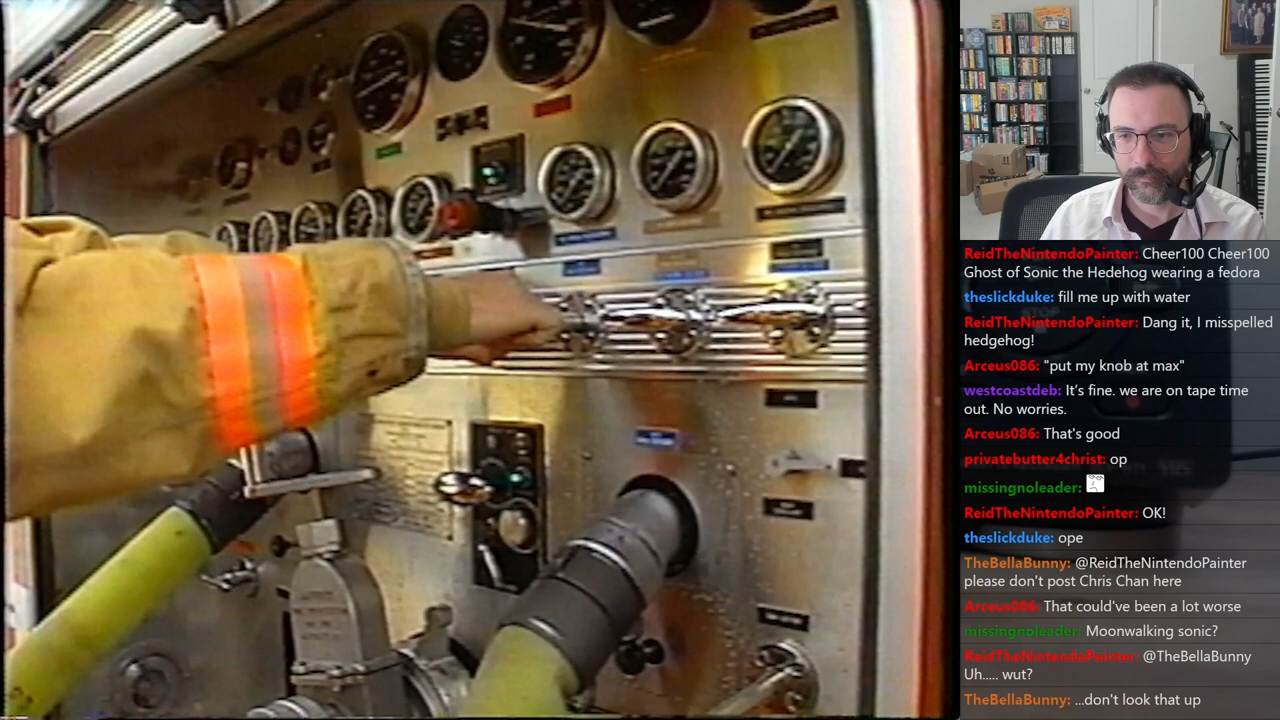 ReidTheNintendoPainter: Cheer100 Cheer100
Ghost of Sonic the Hedehog wearing a fedora
theslickduke: fill me up with water
ReidTheNintendoPainter: Dang it, I misspelled
hedgehog!
Arceus086: "put my knob at max"
westcoastdeb: It's fine. we are on tape time
out. No worries.
Arceus086: That's good
privatebutter4christ: op
missingnoleader:
ReidTheNintendoPainter: OK!
theslickduke: ope
TheBellaBunny: @ReidTheNintendoPainter
please don't post Chris Chan here
Arceus086: That could've been a lot worse
missingnoleader: Moonwalking sonic?
ReidTheNintendoPainter: @TheBellaBunny
Uh..... wut?
TheBellaBunny: ...don't look that up